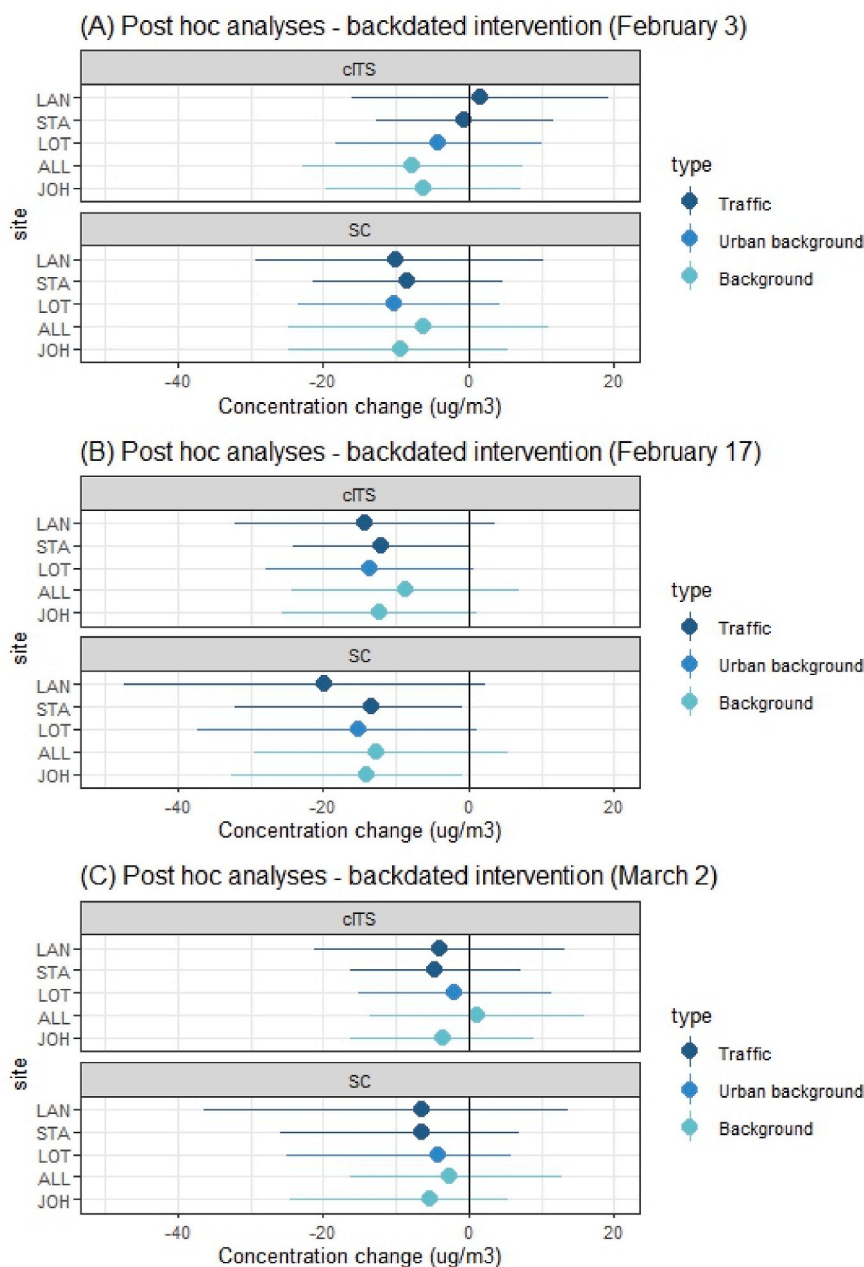 (A) Post hoc analyses - backdated intervention (February 3)
cITS
LAN
STA
LOT
ALL
JOH
SC
LAN
STA
LOT
ALL
JOH
site
-40 -20 0 20
Concentration change (ug/m3)
type
Traffic
Urban background
Background
(B) Post hoc analyses - backdated intervention (February 17)
cITS
LAN
STA
LOT
ALL
JOH
SC
LAN
STA
LOT
ALL
JOH
site
-40 -20 0 20
Concentration change (ug/m3)
type
Traffic
Urban background
Background
(C) Post hoc analyses - backdated intervention (March 2)
cITS
LAN
STA
LOT
ALL
JOH
SC
LAN
STA
LOT
ALL
JOH
site
-40 -20 0 20
Concentration change (ug/m3)
type
Traffic
Urban background
Background